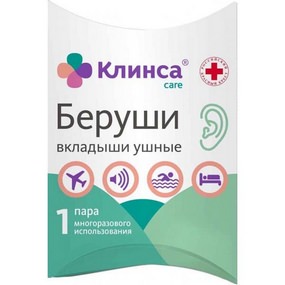 Клинса®
care
Беруши
вкладыши ушные
1 пара
многоразового
использования